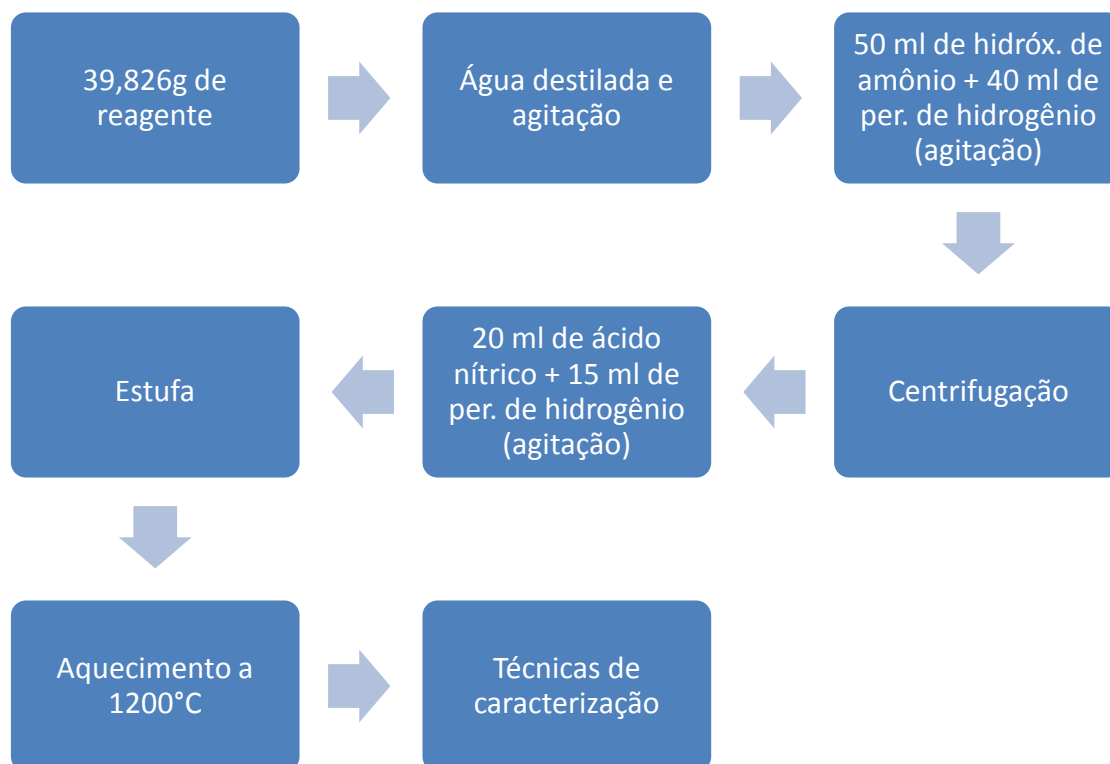 39,826g de
reagente
Água destilada e
agitação
50 ml de hidróx. de
amônio + 40 ml de
per. de hidrogênio
(agitação)
Centrifugação
20 ml de ácido
nítrico + 15 ml de
per. de hidrogênio
(agitação)
Estufa
Aquecimento a
1200°C
Técnicas de
caracterização